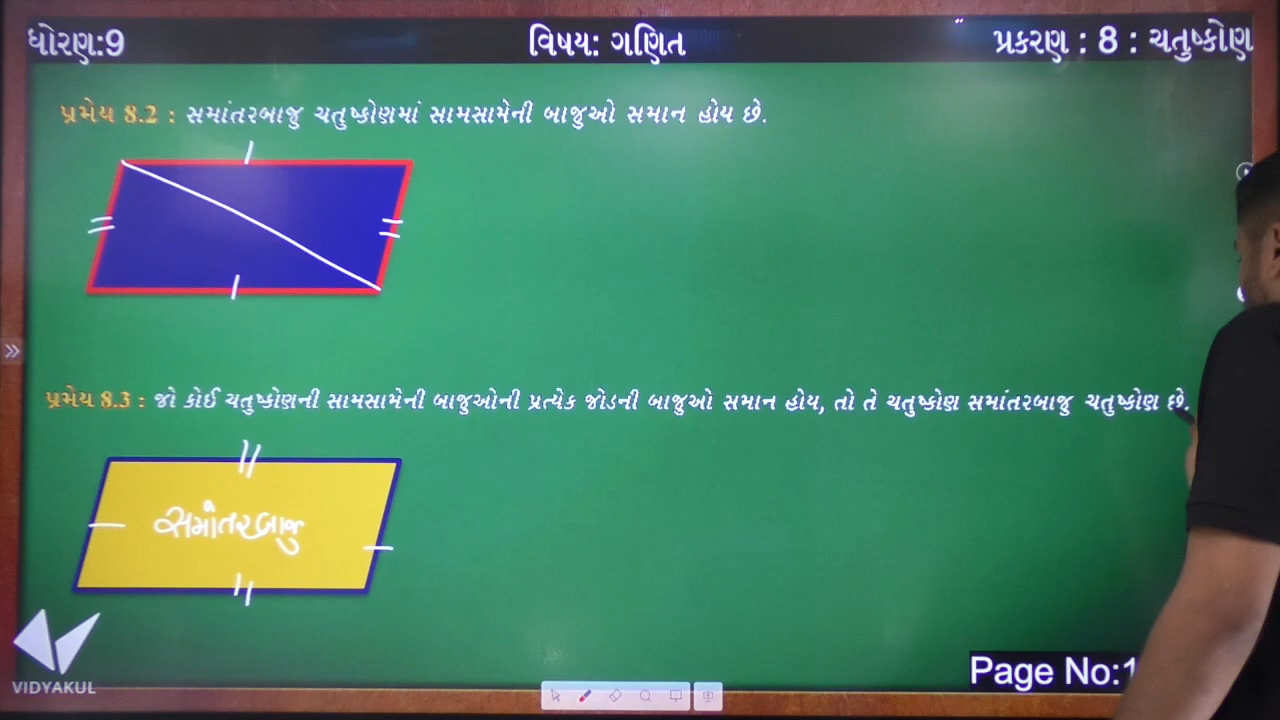 ધોરણ:9
વિષય: ગણિત
પ્રકરણ : 8 : ચતુષ્કોણ
પ્રમેય 8.2 : સમાંતરબાજુ ચતુષ્કોણમાં સામસામેની બાજુઓ સમાન હોય છે.
પ્રમેય 8.3 : જો કોઈ ચતુષ્કોણની સામસામેની બાજુઓની પ્રત્યેક જોડની બાજુઓ સમાન હોય, તો તે ચતુષ્કોણ સમાંતરબાજુ ચતુષ્કોણ છે.
સમાંતરબાજુ
VIDYAKUL
Page No:1